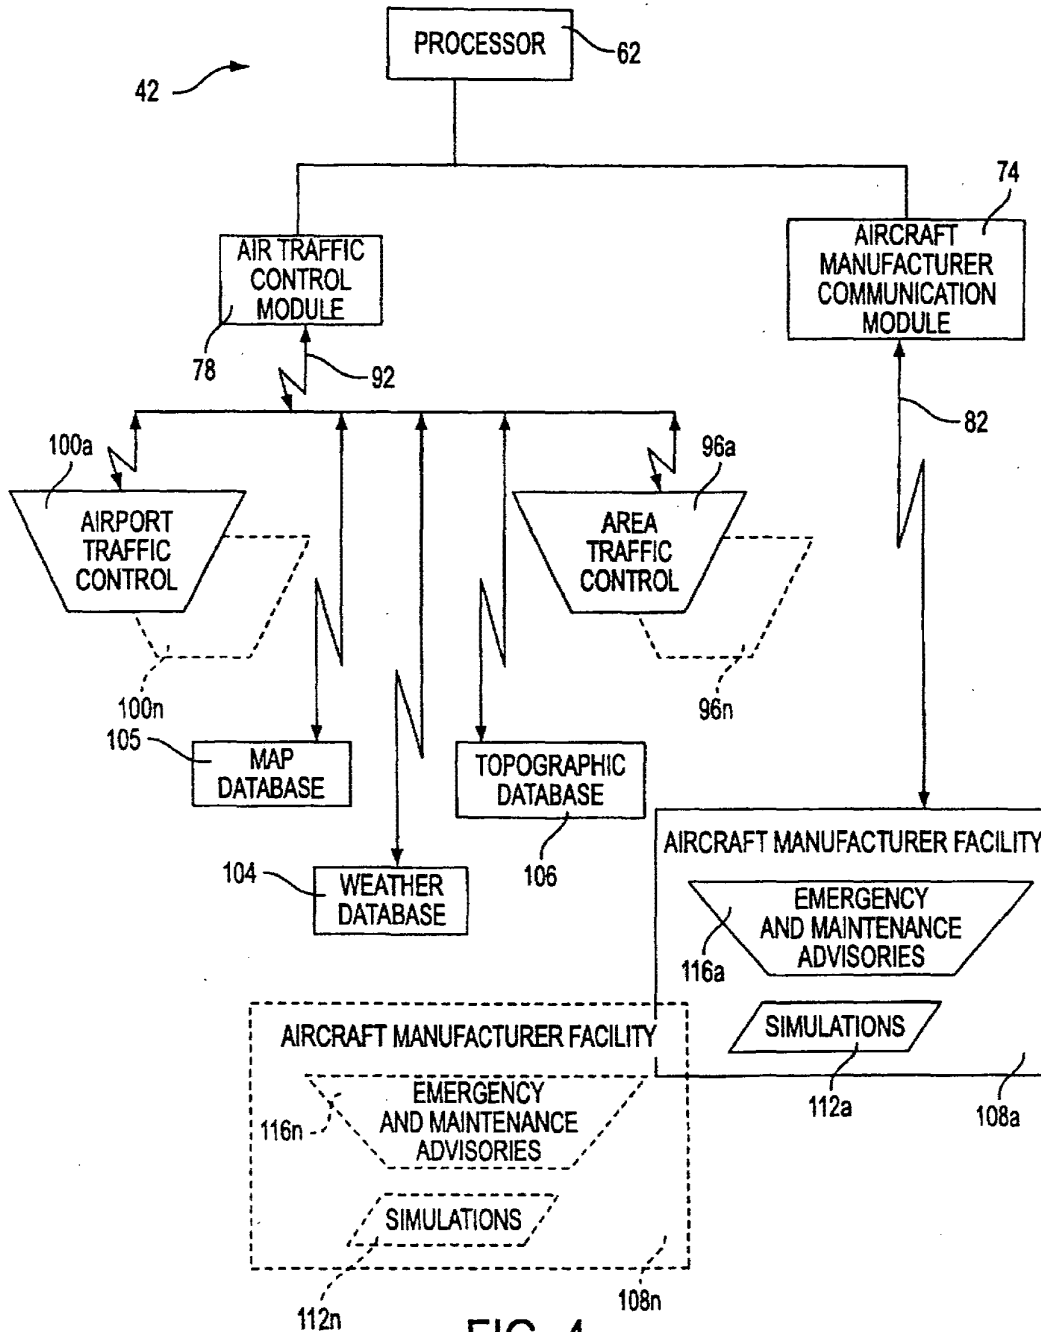 PROCESSOR
62
42
74
AIR TRAFFIC
CONTROL
MODULE
AIRCRAFT
MANUFACTURER
COMMUNICATION
MODULE
78
92
82
100a
96a
AIRPORT
TRAFFIC
CONTROL
AREA
TRAFFIC
CONTROL
100n
96n
105
MAP
DATABASE
TOPOGRAPHIC
DATABASE
106
104
WEATHER
DATABASE
AIRCRAFT MANUFACTURER FACILITY
EMERGENCY
AND MAINTENANCE
ADVISORIES
116a
SIMULATIONS
112a
108a
AIRCRAFT MANUFACTURER FACILITY
EMERGENCY
AND MAINTENANCE
ADVISORIES
116n
SIMULATIONS
112n
108n
FIG. 4